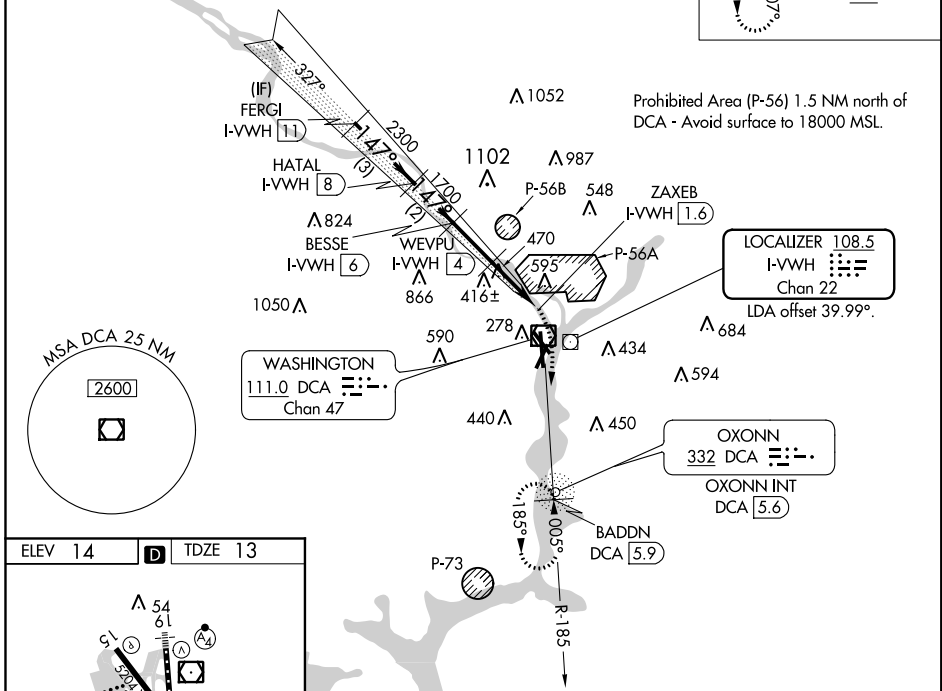 07°
327°
(IF)
FERGI
I-VWH 11
147°
2300
(3)
HATAL
I-VWH 8
1700
147°
(2)
1052
Prohibited Area (P-56) 1.5 NM north of
DCA - Avoid surface to 18000 MSL.
1102
987
P-56B
548
ZAXEB
I-VWH 1.6
824
BESSE
I-VWH 6
WEVPU
I-VWH 4
470
P-56A
595
866
416±
LOCALIZER 108.5
I-VWH
Chan 22
LDA offset 39.99°.
1050
590
278
434
684
594
MSA DCA 25 NM
2600
WASHINGTON
111.0 DCA
Chan 47
440
450
OXONN
332 DCA
OXONN INT
DCA 5.6
185°
005°
BADDN
DCA 5.9
P-73
R-185
ELEV 14
D
TDZE 13
54
19
15
P
V
A4
5204